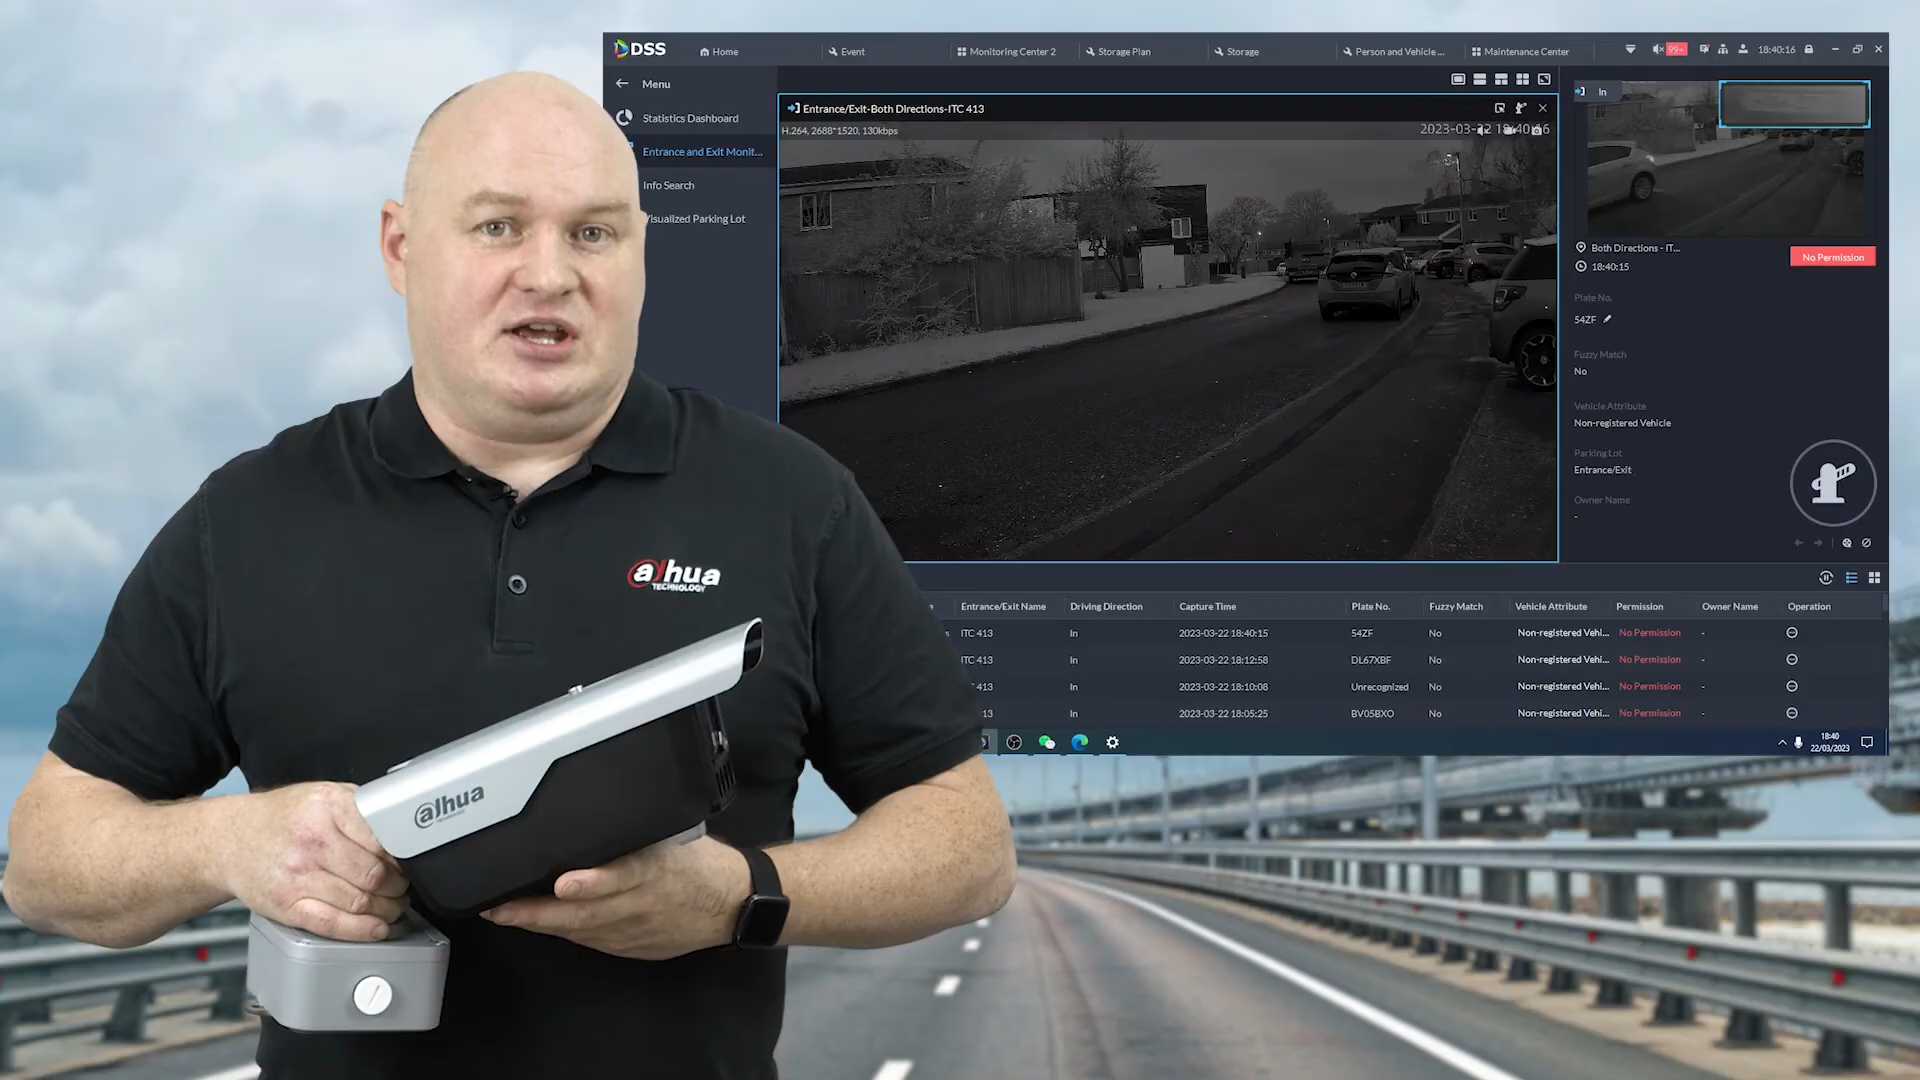 DSS
Home
Event
Monitoring Center 2
Storage Plan
Storage
Person and Vehicle ...
Maintenance Center
99+
18:40:16
Menu
Statistics Dashboard
Entrance and Exit Monit...
Info Search
Visualized Parking Lot
Entrance/Exit-Both Directions-ITC 413
H.264, 2688*1520, 130kbps
2023-03-22 18:40:16
In
Both Directions - IT...
18:40:15
No Permission
Plate No.
54ZF
Fuzzy Match
No
Vehicle Attribute
Non-registered Vehicle
Parking Lot
Entrance/Exit
Owner Name
-
Entrance/Exit Name Driving Direction Capture Time Plate No. Fuzzy Match Vehicle Attribute Permission Owner Name Operation
ITC 413 In 2023-03-22 18:40:15 54ZF No Non-registered Vehi... No Permission -
ITC 413 In 2023-03-22 18:12:58 DL67XBF No Non-registered Vehi... No Permission -
413 In 2023-03-22 18:10:08 Unrecognized No Non-registered Vehi... No Permission -
13 In 2023-03-22 18:05:25 BV05BXO No Non-registered Vehi... No Permission -
18:40
22/03/2023
alhua
TECHNOLOGY
alhua
TECHNOLOGY